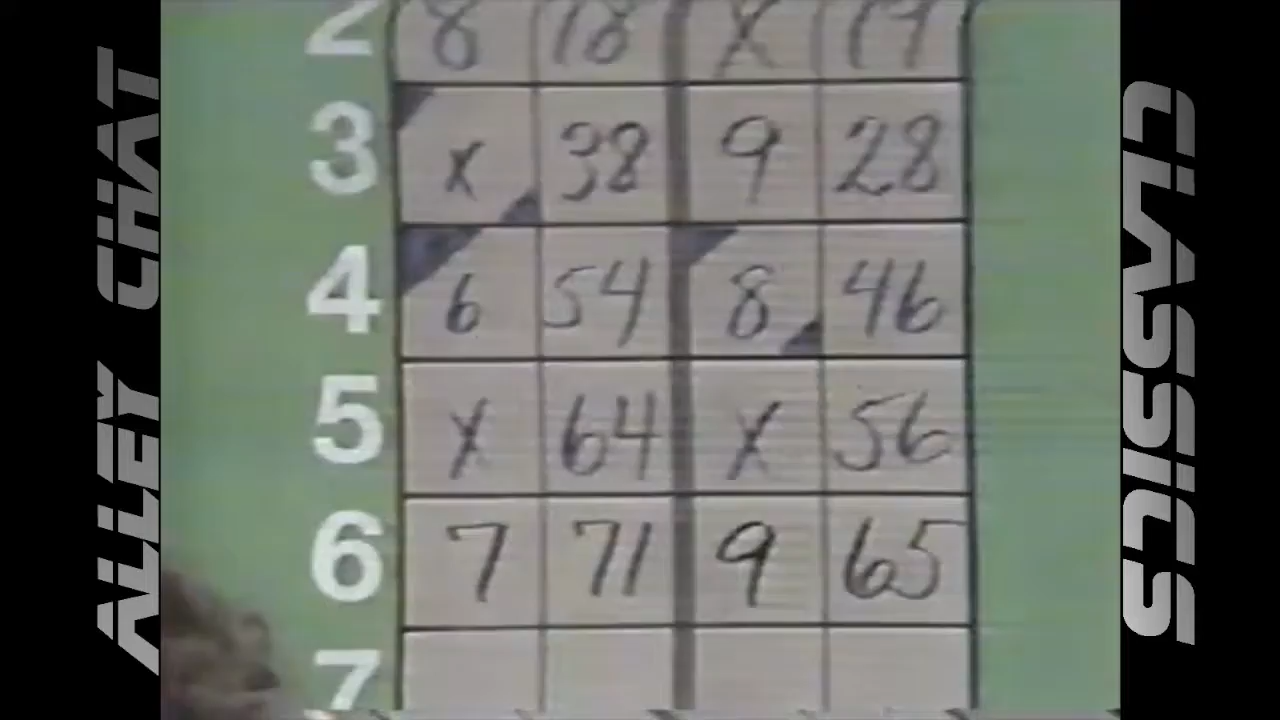 ALLEY CHAT
2 8 18 X 19
3 X 38 9 28
4 6 54 8 46
5 X 64 X 56
6 7 71 9 65
7
CLASSICS